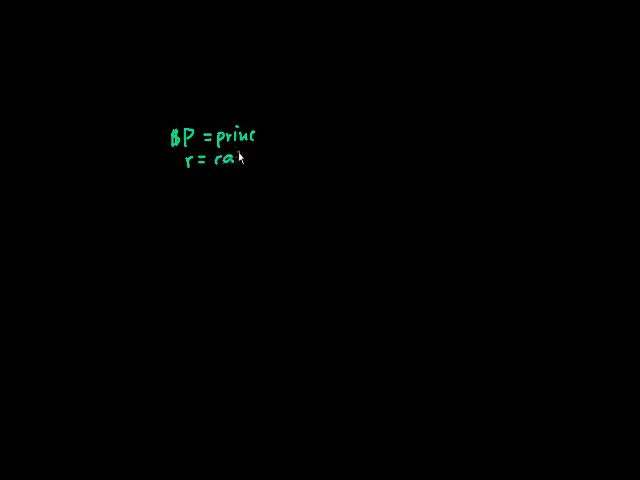 $P = princ
r = ra